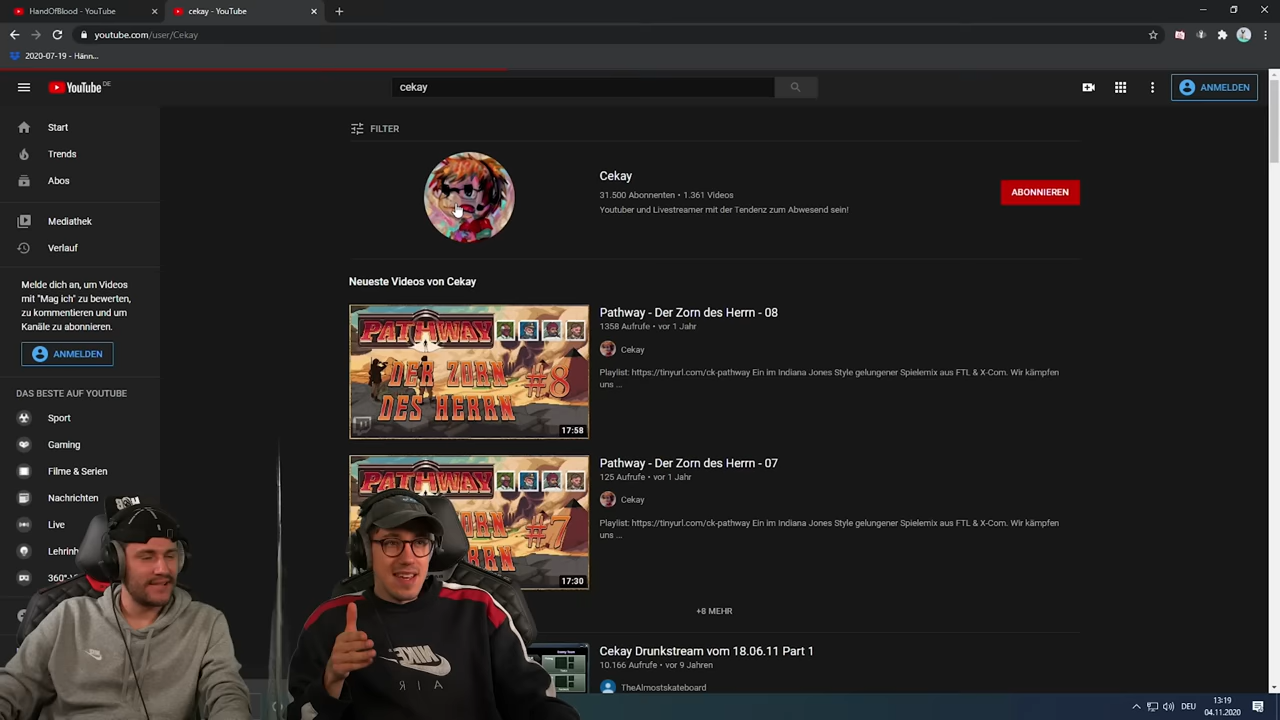 HandOfBlood - YouTube
cekay - YouTube
youtube.com/user/Cekay
2020-07-19 - Hann...
YouTube DE
cekay
ANMELDEN
Start
Trends
Abos
Mediathek
Verlauf
Melde dich an, um Videos
mit "Mag ich" zu bewerten,
zu kommentieren und um
Kanäle zu abonnieren.
ANMELDEN
DAS BESTE AUF YOUTUBE
Sport
Gaming
Filme & Serien
Nachrichten
Live
Lehrinh
360°-V
FILTER
Cekay
31.500 Abonnenten • 1.361 Videos
Youtuber und Livestreamer mit der Tendenz zum Abwesend sein!
ABONNIEREN
Neueste Videos von Cekay
PATHWAY
DER ZORN
DES HERRN
#8
17:58
Pathway - Der Zorn des Herrn - 08
1358 Aufrufe • vor 1 Jahr
Cekay
Playlist: https://tinyurl.com/ck-pathway Ein im Indiana Jones Style gelungener Spielemix aus FTL & X-Com. Wir kämpfen
uns ...
PATHWAY
#7
17:30
Pathway - Der Zorn des Herrn - 07
125 Aufrufe • vor 1 Jahr
Cekay
Playlist: https://tinyurl.com/ck-pathway Ein im Indiana Jones Style gelungener Spielemix aus FTL & X-Com. Wir kämpfen
uns ...
+8 MEHR
Cekay Drunkstream vom 18.06.11 Part 1
10.166 Aufrufe • vor 9 Jahren
TheAlmostskateboard
NIKE
AIR
DEU
13:19
04.11.2020